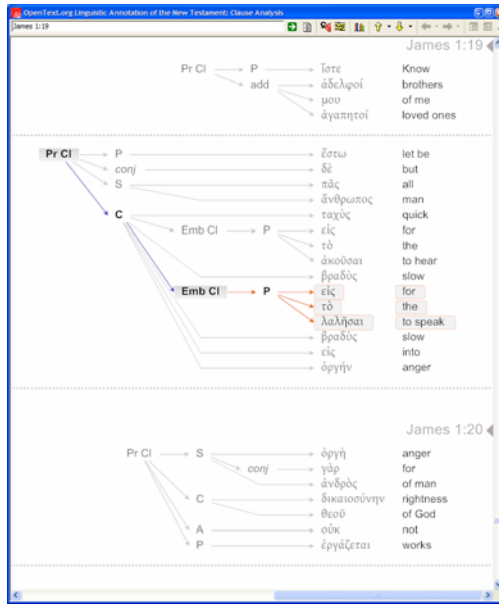 OpenText.org Linguistic Annotation of the New Testament: Clause Analysis
James 1:19
James 1:19
Pr Cl P ἴστε Know
add ἀδελφοί brothers
μου of me
ἀγαπητοί loved ones
Pr Cl P ἔστω let be
conj δὲ but
S πᾶς all
ἄνθρωπος man
C ταχὺς quick
Emb Cl P εἰς for
τὸ the
ἀκοῦσαι to hear
βραδὺς slow
Emb Cl P εἰς for
τὸ the
λαλῆσαι to speak
βραδὺς slow
εἰς into
ὀργήν anger
James 1:20
Pr Cl S ὀργὴ anger
conj γὰρ for
ἀνδρὸς of man
C δικαιοσύνην rightness
θεοῦ of God
A οὐκ not
P ἐργάζεται works